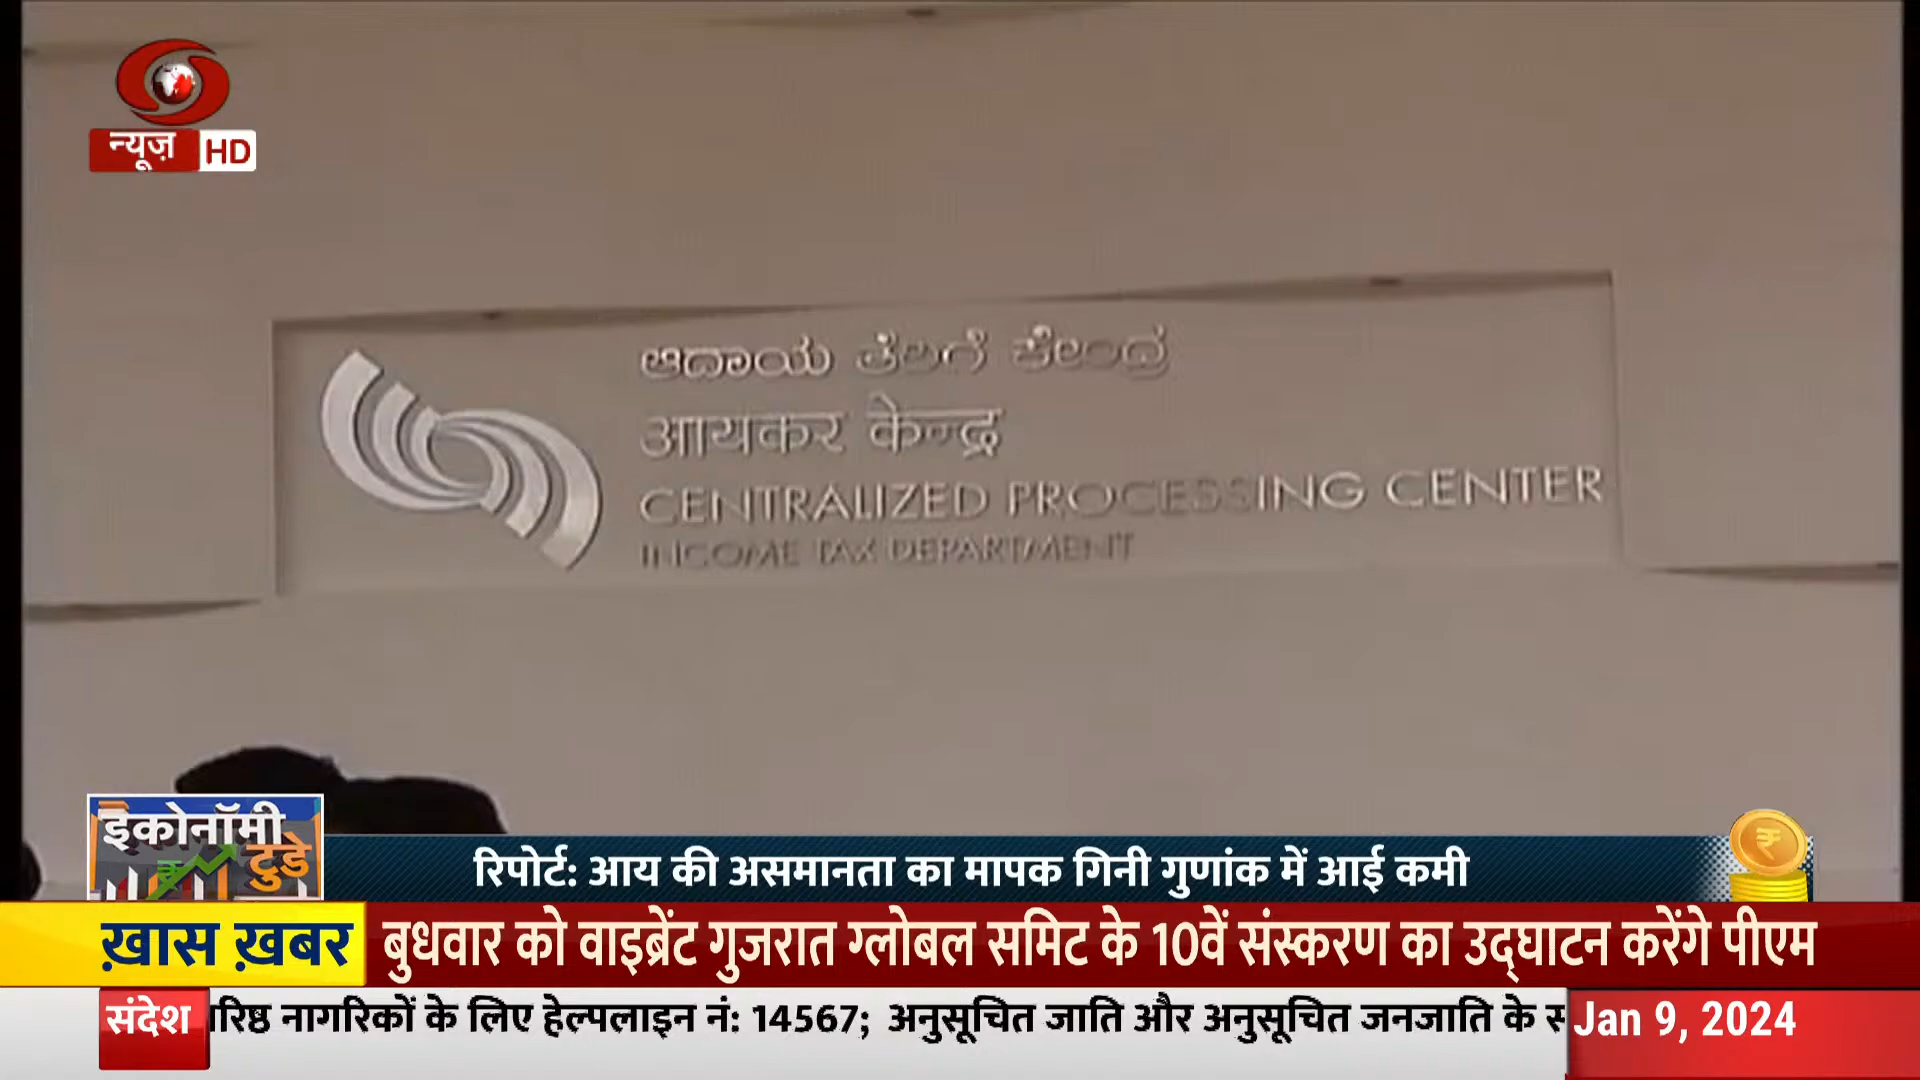 न्यूज़ HD
ಆದಾಯ ತೆರಿಗೆ ಕೇಂದ್ರ
आयकर केन्द्र
CENTRALIZED PROCESSING CENTER
INCOME TAX DEPARTMENT
इकोनॉमी
टुडे
रिपोर्ट: आय की असमानता का मापक गिनी गुणांक में आई कमी
ख़ास ख़बर बुधवार को वाइब्रेंट गुजरात ग्लोबल समिट के 10वें संस्करण का उद्घाटन करेंगे पीएम
संदेश नागरिकों के लिए हेल्पलाइन नं: 14567; अनुसूचित जाति और अनुसूचित जनजाति के Jan 9, 2024